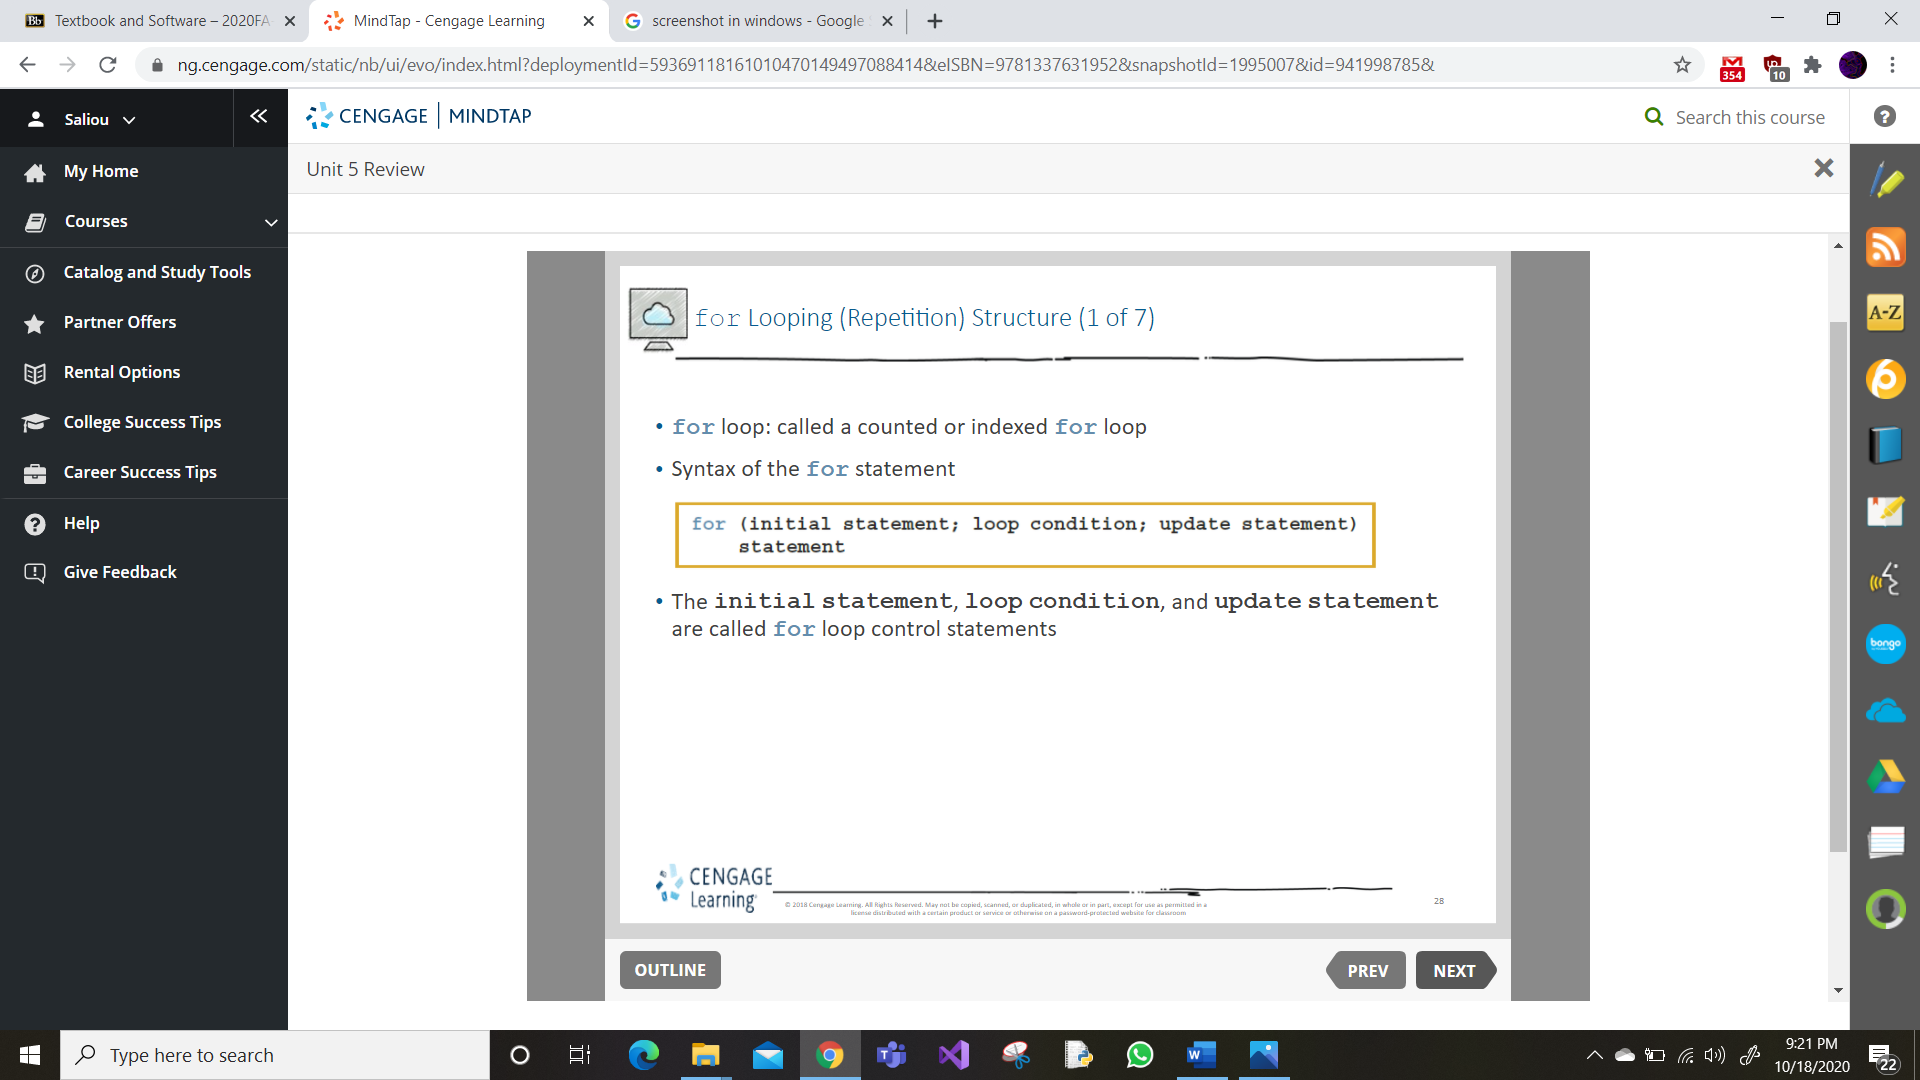 Bb Textbook and Software – 2020FA
MindTap - Cengage Learning
G screenshot in windows - Google
ng.cengage.com/static/nb/ui/evo/index.html?deploymentId=5936911816101047014949708​8414&eISBN=9781337631952&snapshotId=1995007&id=941998785&
354
10
Saliou
CENGAGE | MINDTAP
Search this course
?
Unit 5 Review
My Home
Courses
Catalog and Study Tools
Partner Offers
Rental Options
College Success Tips
Career Success Tips
Help
Give Feedback
A-Z
bongo
for Looping (Repetition) Structure (1 of 7)
• for loop: called a counted or indexed for loop
• Syntax of the for statement
for (initial statement; loop condition; update statement)
statement
• The initial statement, loop condition, and update statement
are called for loop control statements
CENGAGE
Learning
© 2018 Cengage Learning. All Rights Reserved. May not be copied, scanned, or duplicated, in whole or in part, except for use as permitted in a
license distributed with a certain product or service or otherwise on a password-protected website for classroom
28
OUTLINE
PREV
NEXT
Type here to search
9:21 PM
10/18/2020
22